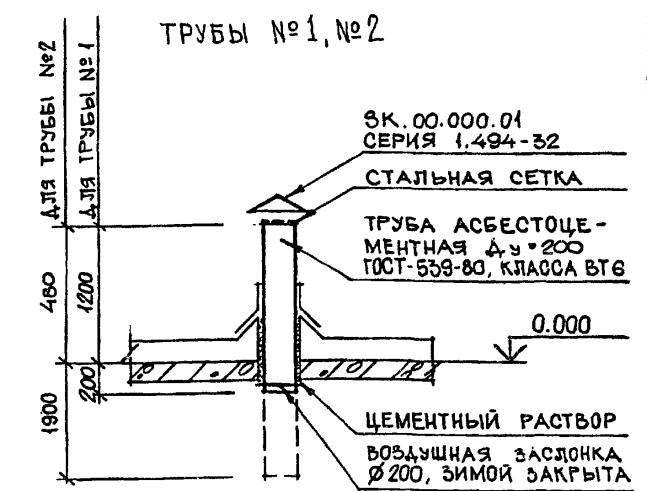 ТРУБЫ №1, №2
ДЛЯ ТРУБЫ №2
ДЛЯ ТРУБЫ №1
ЗК.00.000.01
СЕРИЯ 1.494-32
СТАЛЬНАЯ СЕТКА
ТРУБА АСБЕСТОЦЕ-
МЕНТНАЯ Ду=200
ГОСТ-539-80, КЛАССА ВТ6
480
1200
0.000
200
1900
ЦЕМЕНТНЫЙ РАСТВОР
ВОЗДУШНАЯ ЗАСЛОНКА
Ø200, ЗИМОЙ ЗАКРЫТА